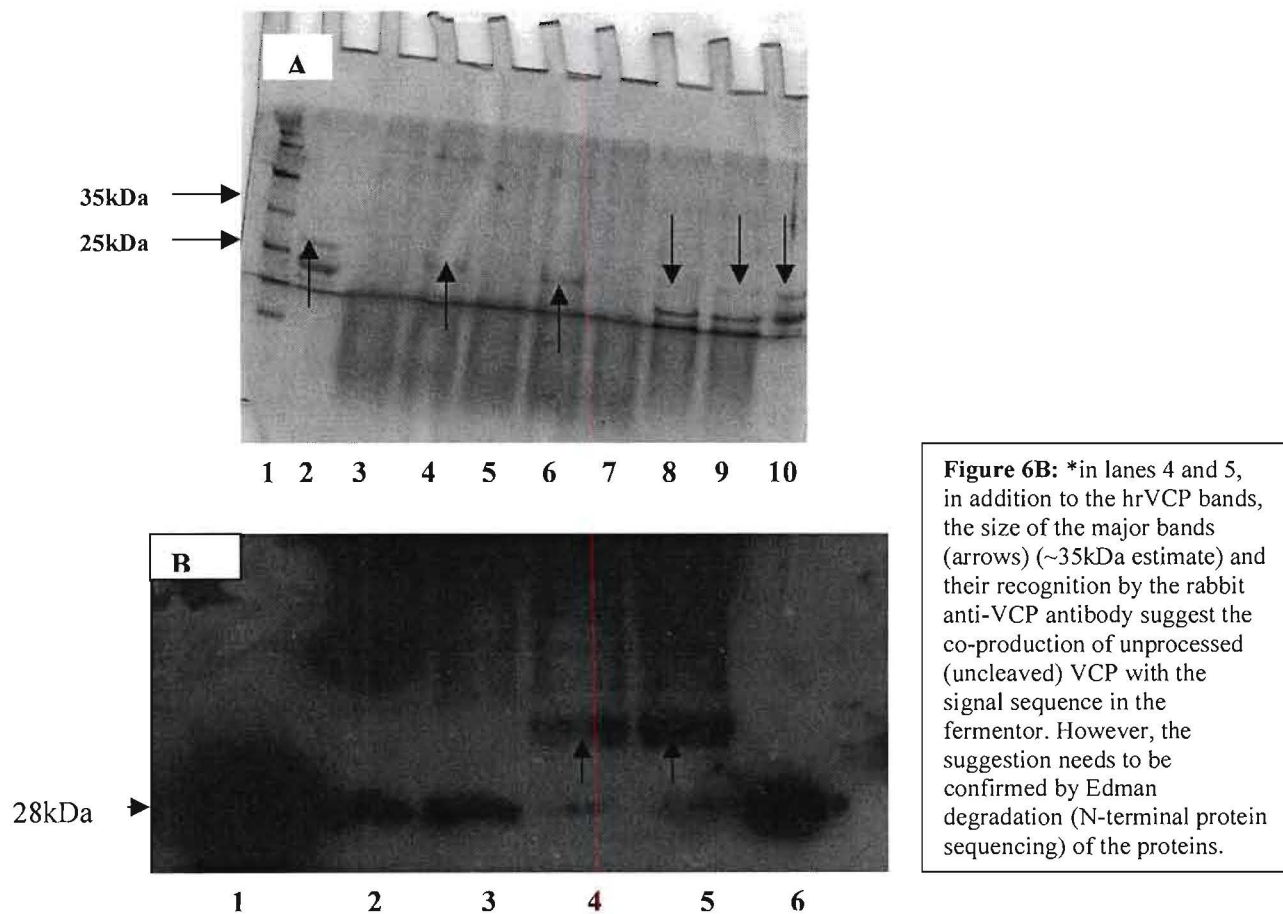 A
35kDa
25kDa
1 2 3 4 5 6 7 8 9 10
B
28kDa
1 2 3 4 5 6
Figure 6B: *in lanes 4 and 5,
in addition to the hrVCP bands,
the size of the major bands
(arrows) (~35kDa estimate) and
their recognition by the rabbit
anti-VCP antibody suggest the
co-production of unprocessed
(uncleaved) VCP with the
signal sequence in the
fermentor. However, the
suggestion needs to be
confirmed by Edman
degradation (N-terminal protein
sequencing) of the proteins.